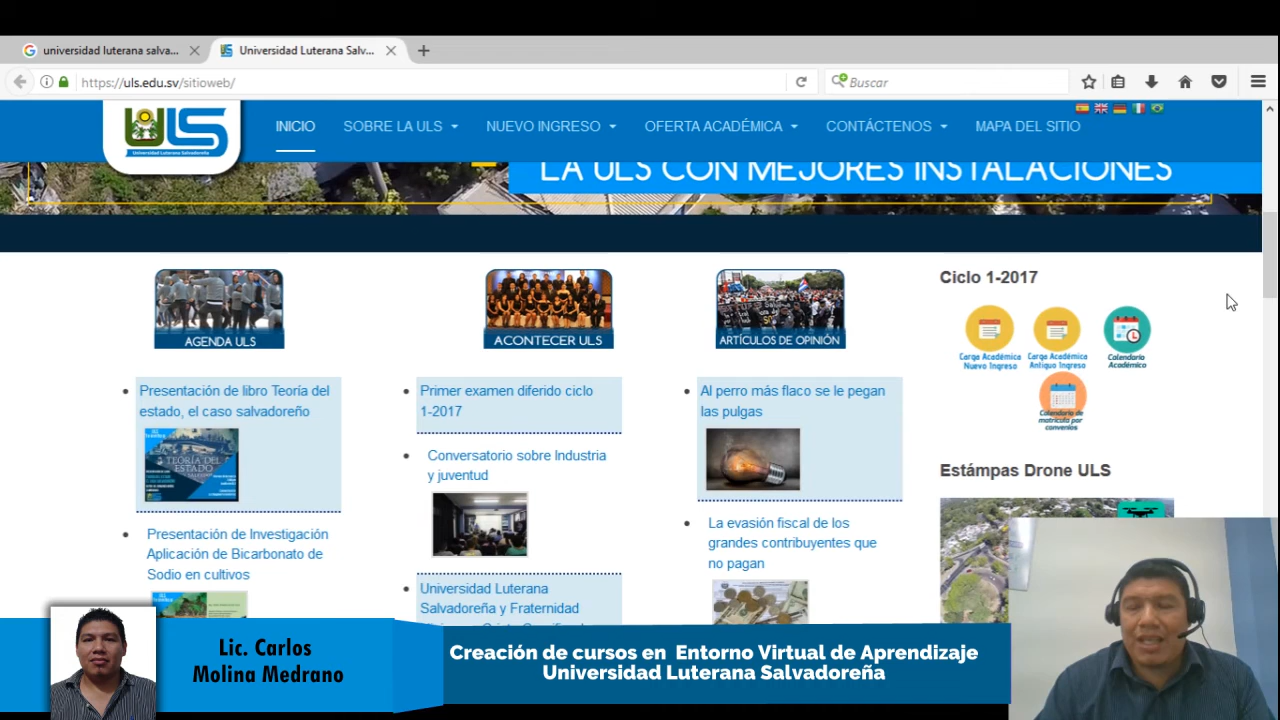 universidad luterana salva...
Universidad Luterana Salv...
https://uls.edu.sv/sitioweb/
Buscar
ULS
Universidad Luterana Salvadoreña
INICIO
SOBRE LA ULS
NUEVO INGRESO
OFERTA ACADÉMICA
CONTÁCTENOS
MAPA DEL SITIO
LA ULS CON MEJORES INSTALACIONES
AGENDA ULS
Presentación de libro Teoría del
estado, el caso salvadoreño
TEORÍA DEL
ESTADO
Presentación de Investigación
Aplicación de Bicarbonato de
Sodio en cultivos
ACONTECER ULS
Primer examen diferido ciclo
1-2017
Conversatorio sobre Industria
y juventud
Universidad Luterana
Salvadoreña y Fraternidad
ARTÍCULOS DE OPINIÓN
Al perro más flaco se le pegan
las pulgas
La evasión fiscal de los
grandes contribuyentes que
no pagan
Ciclo 1-2017
Carga Académica
Nuevo Ingreso
Carga Académica
Antiguo Ingreso
Calendario
Académico
Calendario de
matrícula por
convenios
Estámpas Drone ULS
Lic. Carlos
Molina Medrano
Creación de cursos en Entorno Virtual de Aprendizaje
Universidad Luterana Salvadoreña